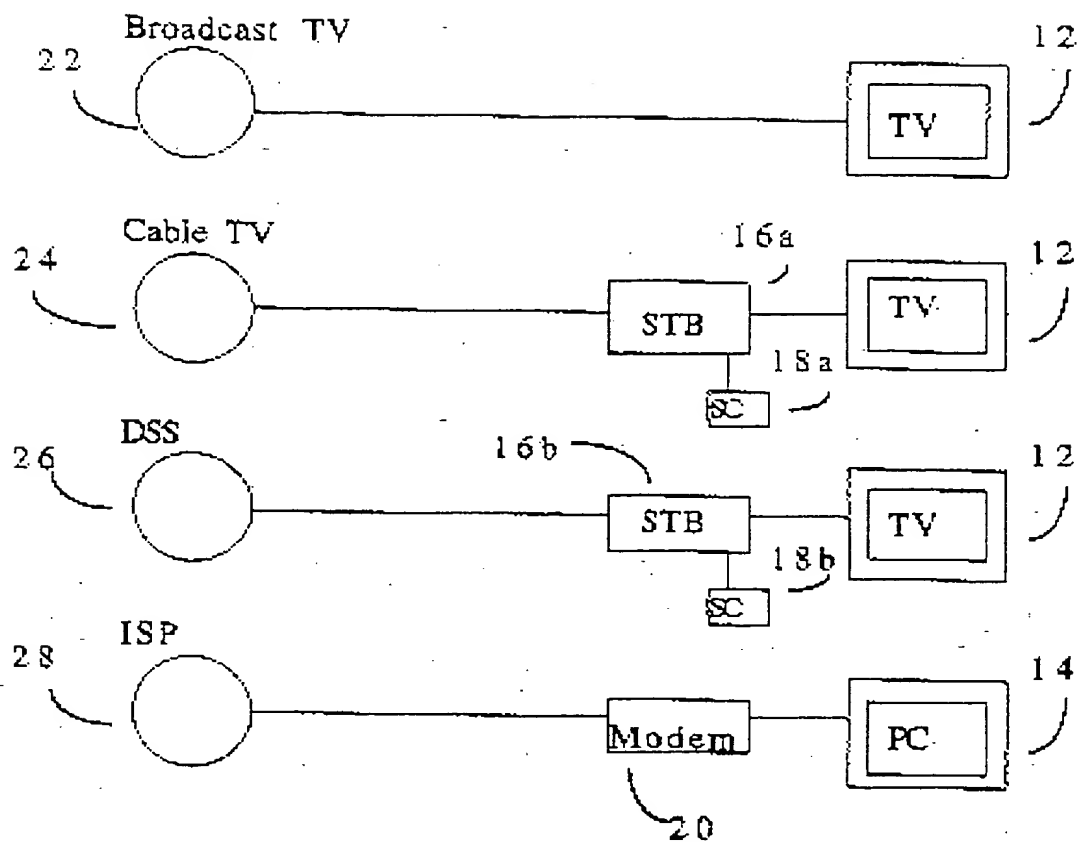 Broadcast TV
22
12
TV
Cable TV
24
16a
12
STB
TV
18a
SC
DSS
26
16b
12
STB
TV
18b
SC
ISP
28
14
Modem
PC
20